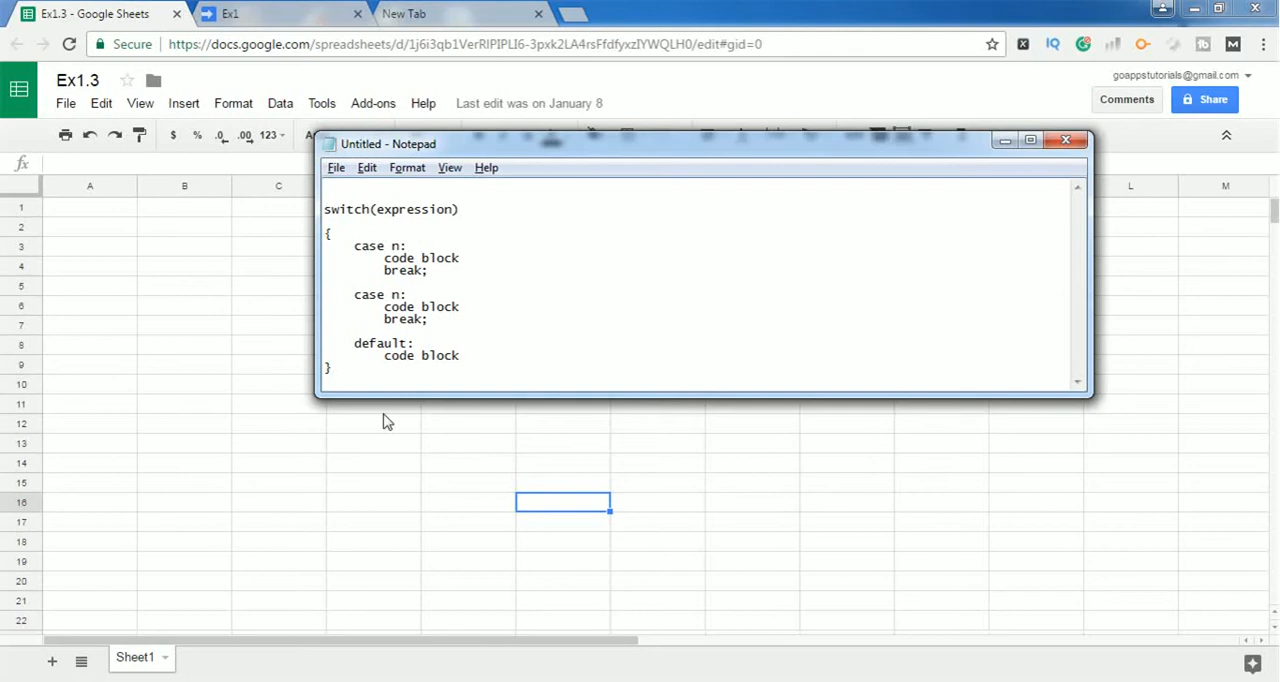 Ex1.3 - Google Sheets
Ex1
New Tab
Secure https://docs.google.com/spreadsheets/d/1j6i3qb1VerRIPIPLI6-3pxk2LA4rsFfdfyxzIYWQLH0/edit#gid=0
IQ
M
goappstutorials@gmail.com
Ex1.3
Comments
Share
File Edit View Insert Format Data Tools Add-ons Help Last edit was on January 8
$ % .0 .00 123
Untitled - Notepad
fx
File Edit Format View Help
A B C L M
switch(expression)
{
case n:
code block
break;
case n:
code block
break;
default:
code block
}
1
2
3
4
5
6
7
8
9
10
11
12
13
14
15
16
17
18
19
20
21
22
Sheet1